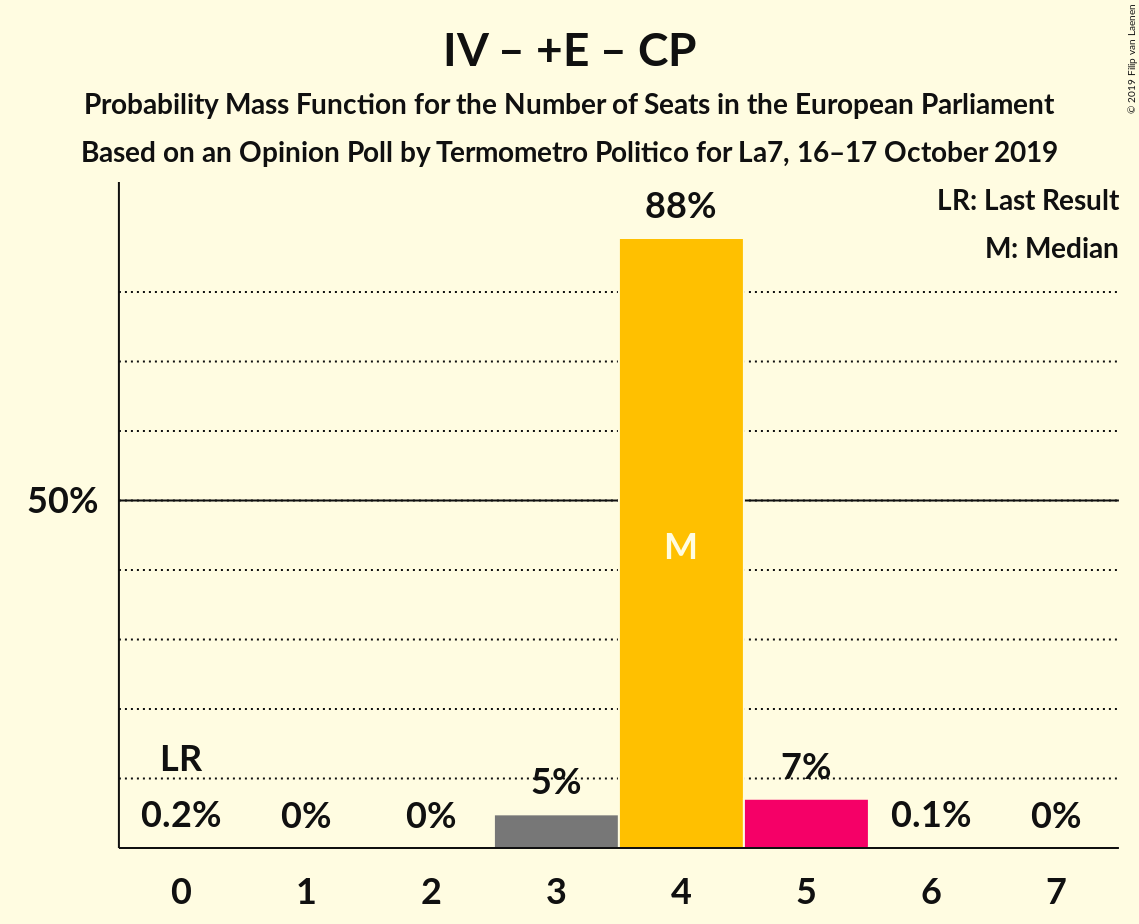 IV – +E – CP
Probability Mass Function for the Number of Seats in the European Parliament
Based on an Opinion Poll by Termometro Politico for La7, 16–17 October 2019
© 2019 Filip van Laenen
LR: Last Result
M: Median
88%
50%
M
LR
0.2%
0%
0%
5%
7%
0.1%
0%
0
1
2
3
4
5
6
7